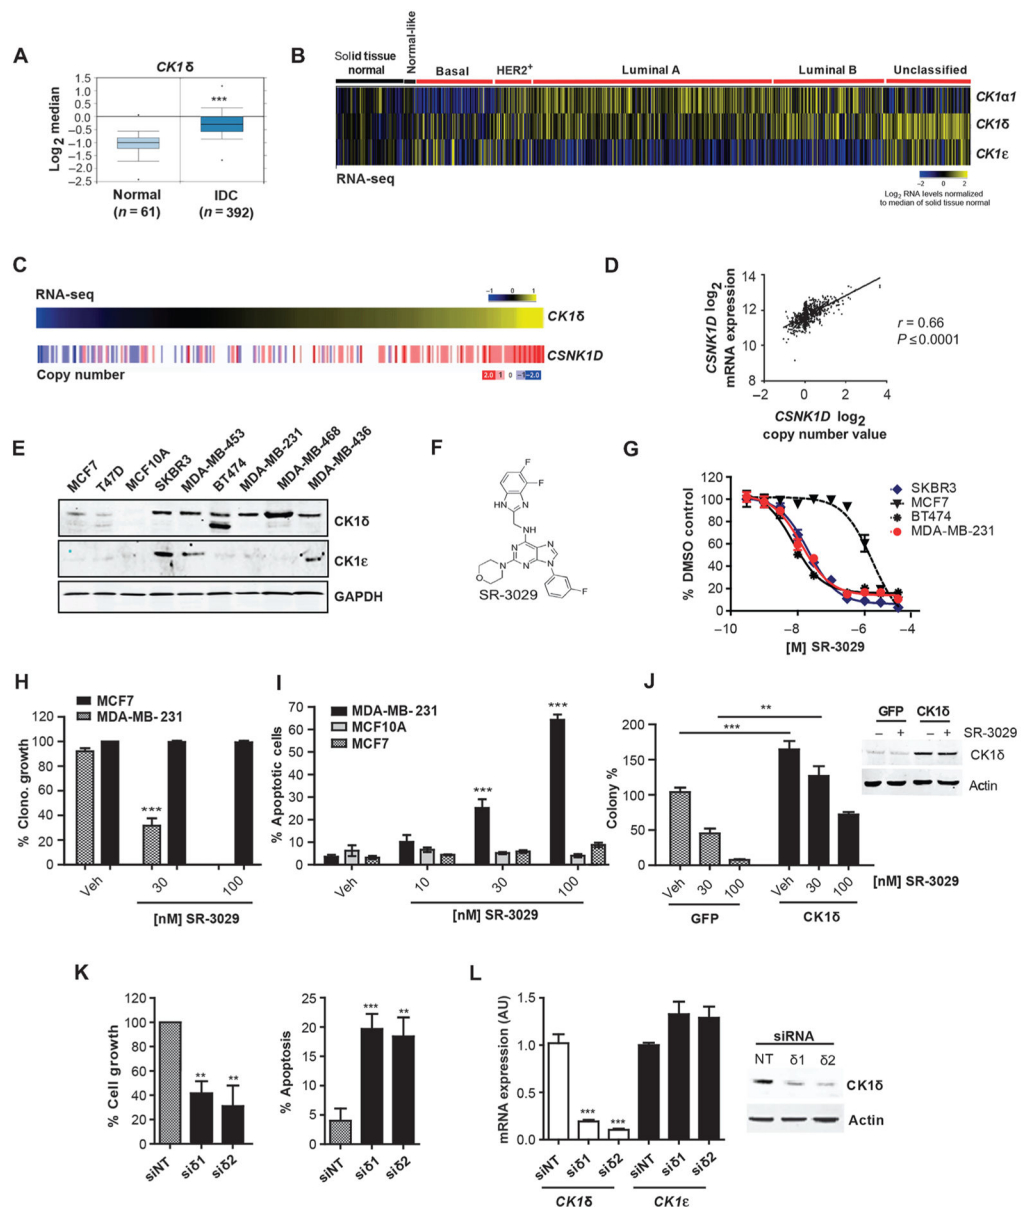 A
CK1δ
1.5
1.0
0.5
0.0
−0.5
−1.0
−1.5
−2.0
−2.5
Log2 median
***
Normal
(n = 61)
IDC
(n = 392)
B
Solid tissue
normal
Normal-like
Basal
HER2+
Luminal A
Luminal B
Unclassified
CK1α1
CK1δ
CK1ε
RNA-seq
−2 0 2
Log2 RNA levels normalized
to median of solid tissue normal
C
RNA-seq
−1 0 1
CK1δ
CSNK1D
Copy number
2.0 1 0 −1 −2.0
D
CSNK1D log2
mRNA expression
14
12
10
8
−2 0 2 4
r = 0.66
P ≤ 0.0001
CSNK1D log2
copy number value
E
MCF7
T47D
MCF10A
SKBR3
MDA-MB-453
BT474
MDA-MB-231
MDA-MB-468
MDA-MB-436
CK1δ
CK1ε
GAPDH
F
F
F
HN
N
NH
N
N
N
N
N
O
F
SR-3029
G
% DMSO control
120
100
80
60
40
20
0
−10 −8 −6 −4
[M] SR-3029
SKBR3
MCF7
BT474
MDA-MB-231
H
MCF7
MDA-MB-231
% Clono. growth
120
100
80
60
40
20
0
***
Veh 30 100
[nM] SR-3029
I
MDA-MB-231
MCF10A
MCF7
% Apoptotic cells
70
60
50
40
30
20
10
0
***
***
Veh 10 30 100
[nM] SR-3029
J
Colony %
200
150
100
50
0
**
***
Veh 30 100 Veh 30 100
[nM] SR-3029
GFP CK1δ
GFP CK1δ
− + − + SR-3029
CK1δ
Actin
K
% Cell growth
120
100
80
60
40
20
0
** **
siNT siδ1 siδ2
% Apoptosis
25
20
15
10
5
0
*** **
siNT siδ1 siδ2
L
mRNA expression (AU)
1.5
1.0
0.5
0.0
*** ***
siNT siδ1 siδ2 siNT siδ1 siδ2
CK1δ CK1ε
siRNA
NT δ1 δ2
CK1δ
Actin